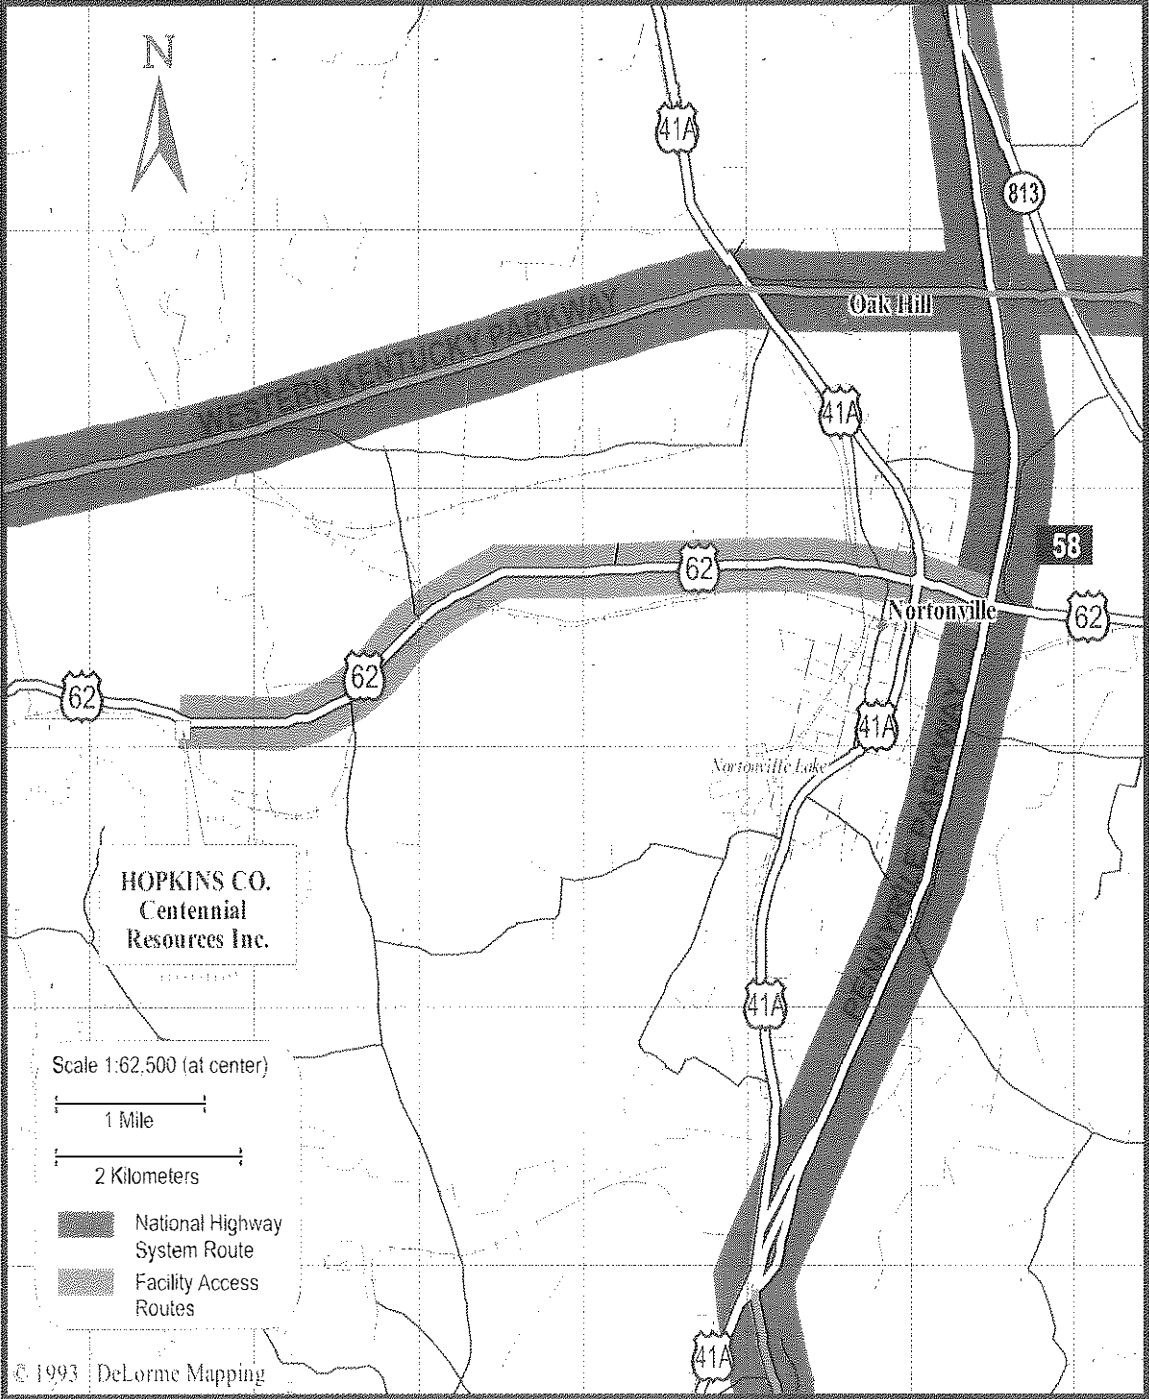 N
41A
813
WESTERN KENTUCKY PARKWAY
Oak Hill
41A
58
62
Nortonville
62
62
62
41A
Nortonville Lake
HOPKINS CO.
Centennial
Resources Inc.
PARKWAY
41A
Scale 1:62,500 (at center)
1 Mile
2 Kilometers
National Highway
System Route
Facility Access
Routes
41A
© 1993 DeLorme Mapping